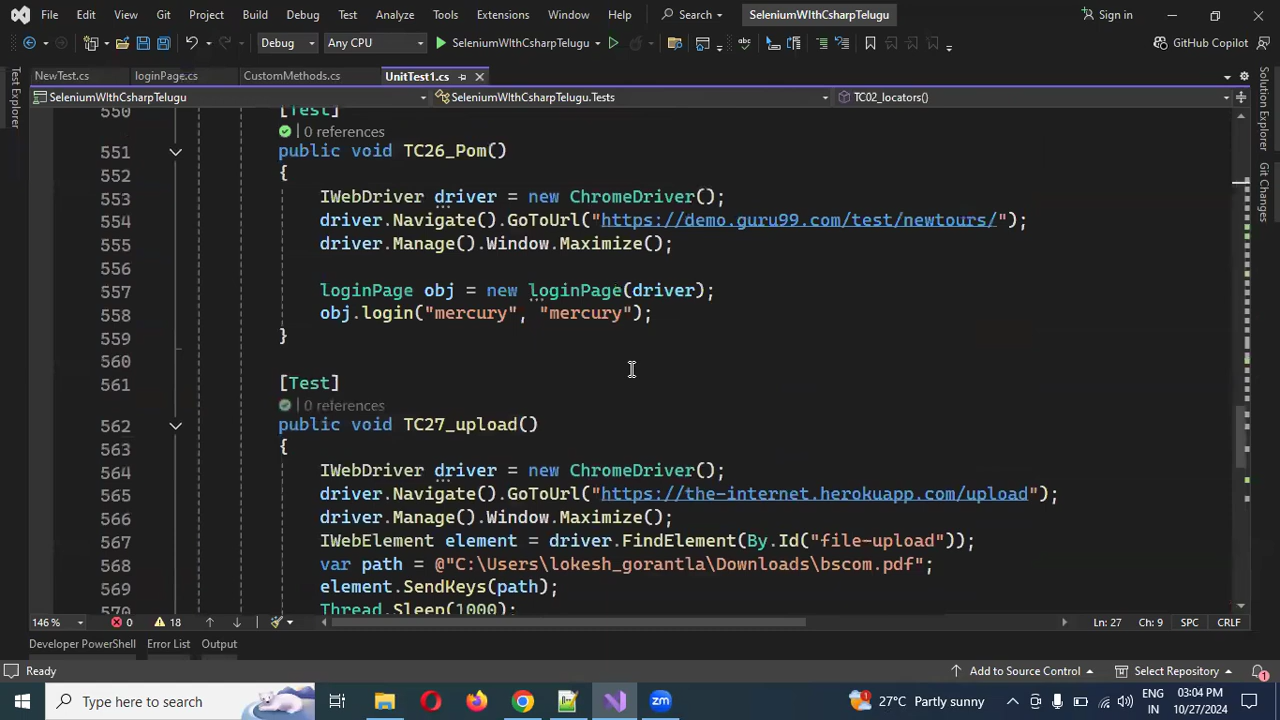 File Edit View Git Project Build Debug Test Analyze Tools Extensions Window Help Search SeleniumWIthCsharpTelugu Sign in
Debug Any CPU SeleniumWIthCsharpTelugu GitHub Copilot
NewTest.cs loginPage.cs CustomMethods.cs UnitTest1.cs
SeleniumWIthCsharpTelugu SeleniumWIthCsharpTelugu.Tests TC02_locators()
Test Explorer
Solution Explorer
Git Changes
550 [Test]
0 references
551 public void TC26_Pom()
552 {
553 IWebDriver driver = new ChromeDriver();
554 driver.Navigate().GoToUrl("https://demo.guru99.com/test/newtours/");
555 driver.Manage().Window.Maximize();
556
557 loginPage obj = new loginPage(driver);
558 obj.login("mercury", "mercury");
559 }
560
561 [Test]
0 references
562 public void TC27_upload()
563 {
564 IWebDriver driver = new ChromeDriver();
565 driver.Navigate().GoToUrl("https://the-internet.herokuapp.com/upload");
566 driver.Manage().Window.Maximize();
567 IWebElement element = driver.FindElement(By.Id("file-upload"));
568 var path = @"C:\Users\lokesh_gorantla\Downloads\bscom.pdf";
569 element.SendKeys(path);
570 Thread.Sleep(1000);
146 % 0 18 Ln: 27 Ch: 9 SPC CRLF
Developer PowerShell Error List Output
Ready Add to Source Control Select Repository
Type here to search zm 27°C Partly sunny ENG IN 03:04 PM 10/27/2024